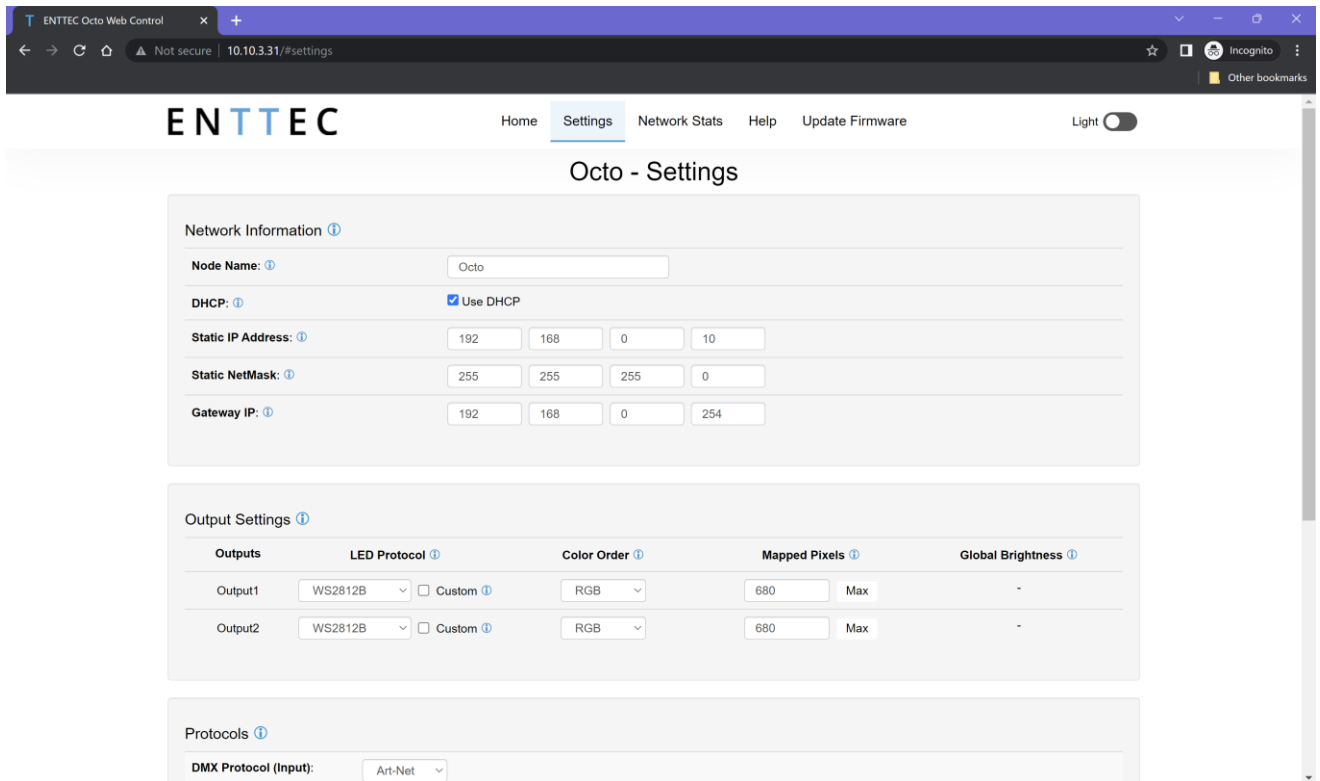 ENTTEC Octo Web Control
Not secure | 10.10.3.31/#settings
Incognito
Other bookmarks
ENTTEC
Home Settings Network Stats Help Update Firmware Light
Octo - Settings
Network Information
Node Name: Octo
DHCP: Use DHCP
Static IP Address: 192 168 0 10
Static NetMask: 255 255 255 0
Gateway IP: 192 168 0 254
Output Settings
Outputs LED Protocol Color Order Mapped Pixels Global Brightness
Output1 WS2812B Custom RGB 680 Max -
Output2 WS2812B Custom RGB 680 Max -
Protocols
DMX Protocol (Input): Art-Net